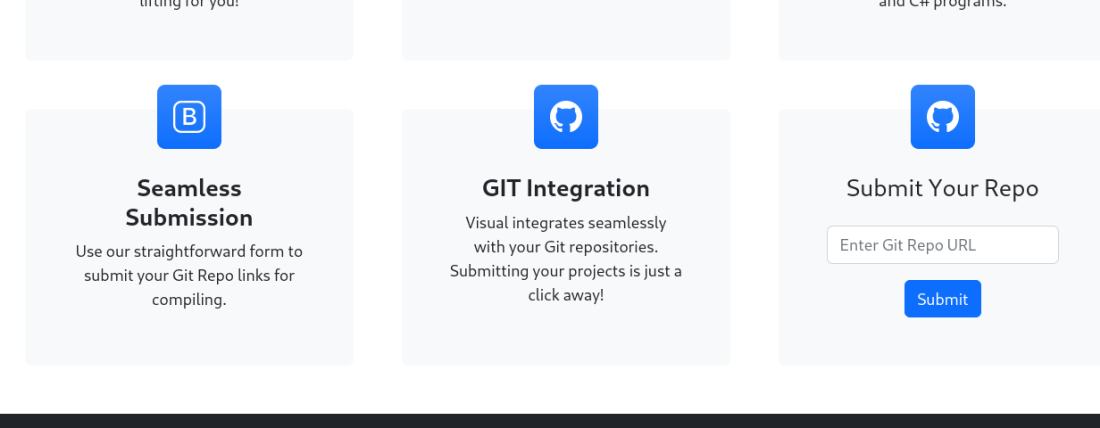 lifting for you!
and C# programs.
B
Seamless
Submission
Use our straightforward form to
submit your Git Repo links for
compiling.
GIT Integration
Visual integrates seamlessly
with your Git repositories.
Submitting your projects is just a
click away!
Submit Your Repo
Enter Git Repo URL
Submit